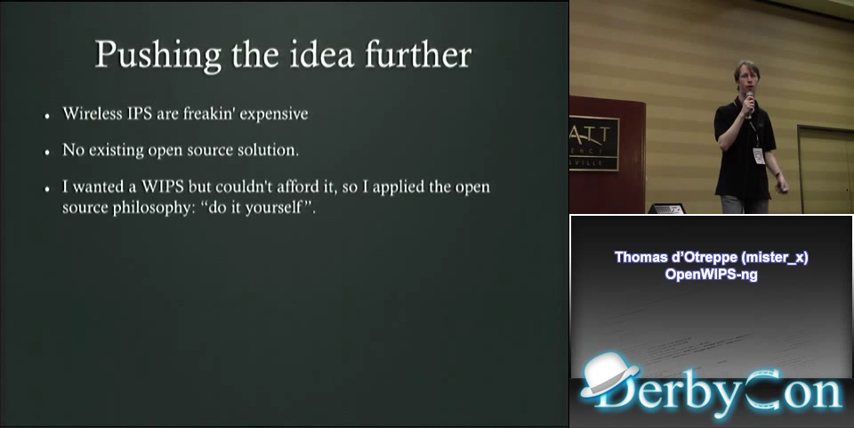 Pushing the idea further
• Wireless IPS are freakin' expensive
• No existing open source solution.
• I wanted a WIPS but couldn't afford it, so I applied the open
source philosophy: “do it yourself”.
ATT
Thomas d’Otreppe (mister_x)
OpenWIPS-ng
DerbyCon